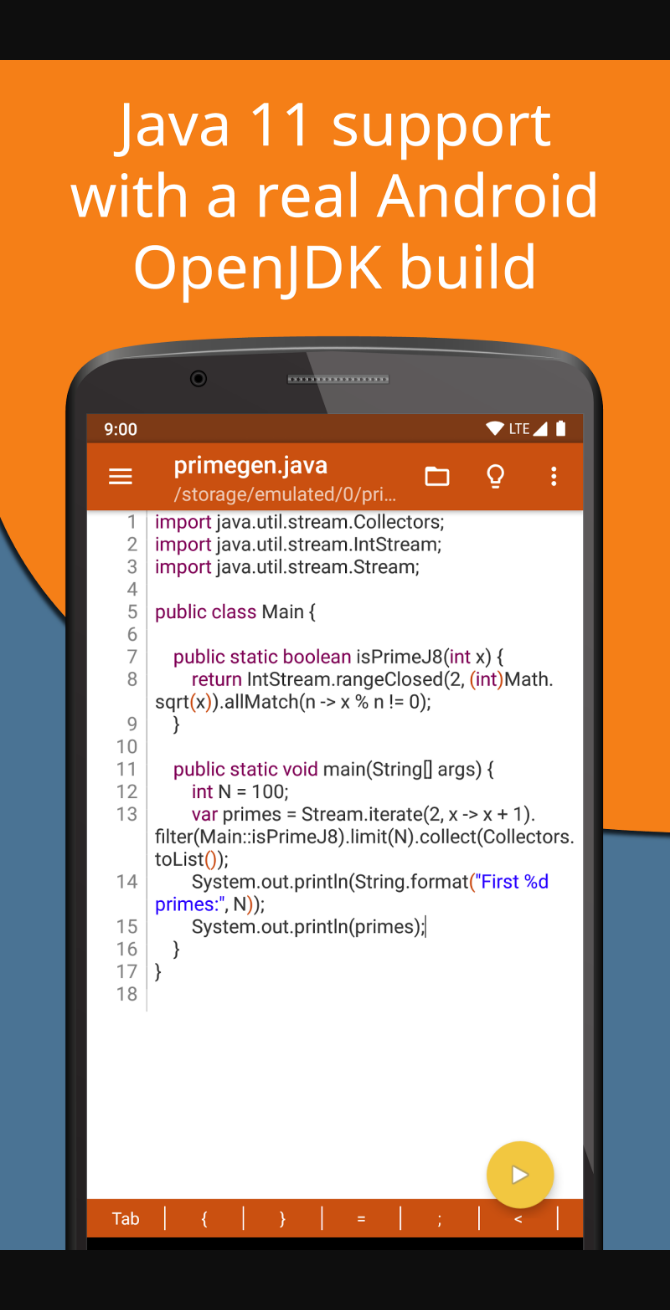 Java 11 support
with a real Android
OpenJDK build
9:00
LTE
primegen.java
/storage/emulated/0/pri...
1 import java.util.stream.Collectors;
2 import java.util.stream.IntStream;
3 import java.util.stream.Stream;
4
5 public class Main {
6
7 public static boolean isPrimeJ8(int x) {
8 return IntStream.rangeClosed(2, (int)Math.
sqrt(x)).allMatch(n -> x % n != 0);
9 }
10
11 public static void main(String[] args) {
12 int N = 100;
13 var primes = Stream.iterate(2, x -> x + 1).
filter(Main::isPrimeJ8).limit(N).collect(Collectors.
toList());
14 System.out.println(String.format("First %d
primes:", N));
15 System.out.println(primes);
16 }
17 }
18
Tab { } = ; <